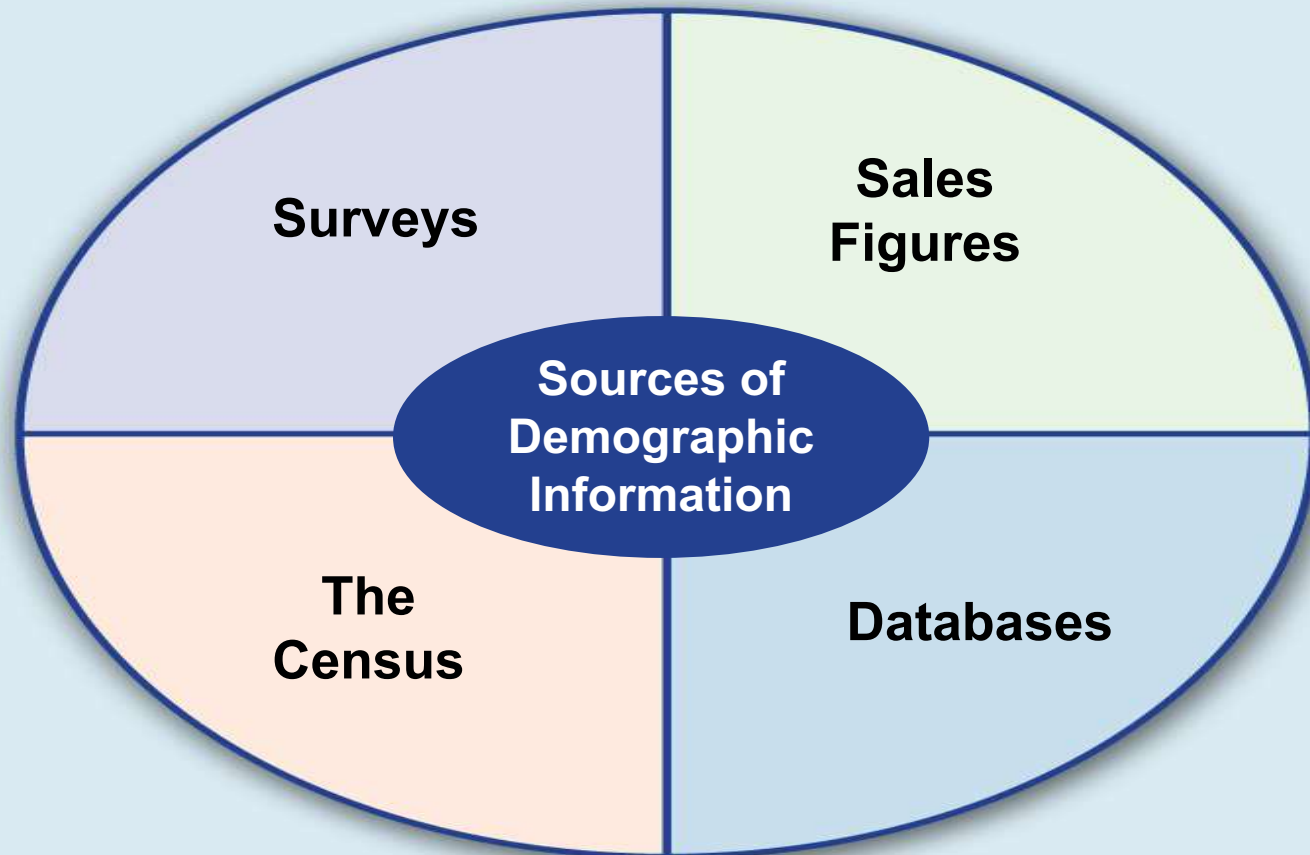 Surveys
Sales
Figures
Sources of
Demographic
Information
The
Census
Databases